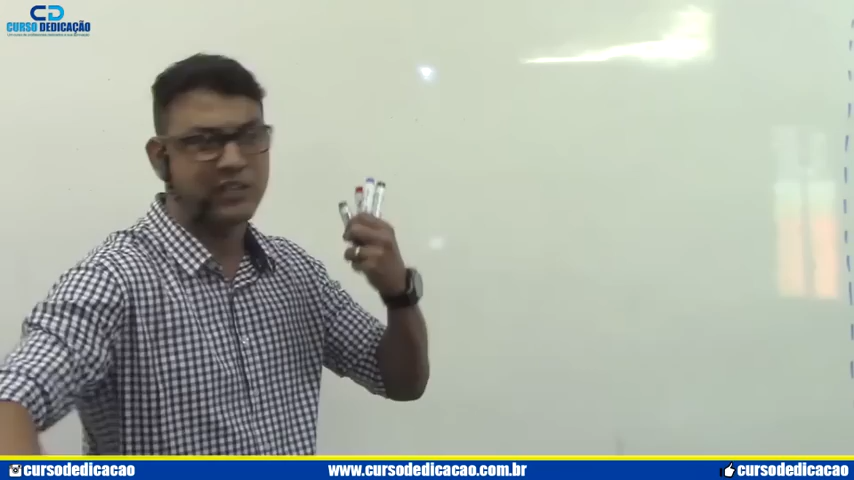 CD
CURSO DEDICAÇÃO
cursodedicacao
www.cursodedicacao.com.br
cursodedicacao